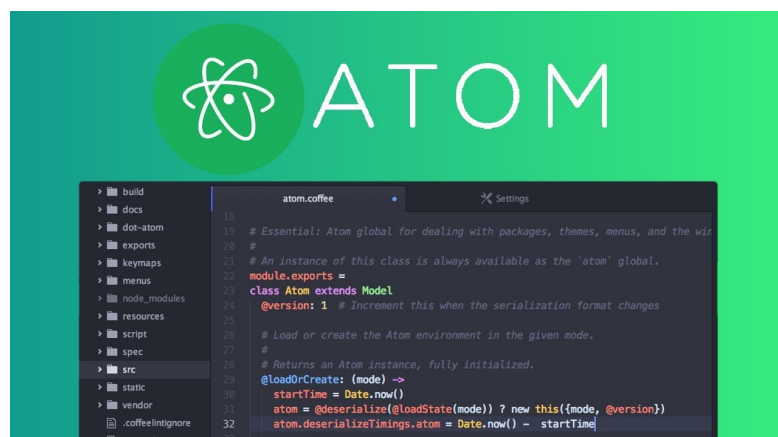 ATOM
build
docs
dot-atom
exports
keymaps
menus
node_modules
resources
script
spec
src
static
vendor
.coffeelintignore
atom.coffee
Settings
18
19 # Essential: Atom global for dealing with packages, themes, menus, and the win
20 #
21 # An instance of this class is always available as the `atom` global.
22 module.exports =
23 class Atom extends Model
24 @version: 1 # Increment this when the serialization format changes
25
26 # Load or create the Atom environment in the given mode.
27 #
28 # Returns an Atom instance, fully initialized.
29 @loadOrCreate: (mode) ->
30 startTime = Date.now()
31 atom = @deserialize(@loadState(mode)) ? new this({mode, @version})
32 atom.deserializeTimings.atom = Date.now() - startTime